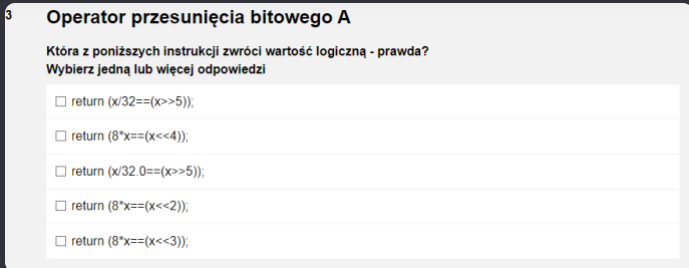 3
Operator przesunięcia bitowego A
Która z poniższych instrukcji zwróci wartość logiczną - prawda?
Wybierz jedną lub więcej odpowiedzi
return (x/32==(x>>5));
return (8*x==(x<<4));
return (x/32.0==(x>>5));
return (8*x==(x<<2));
return (8*x==(x<<3));